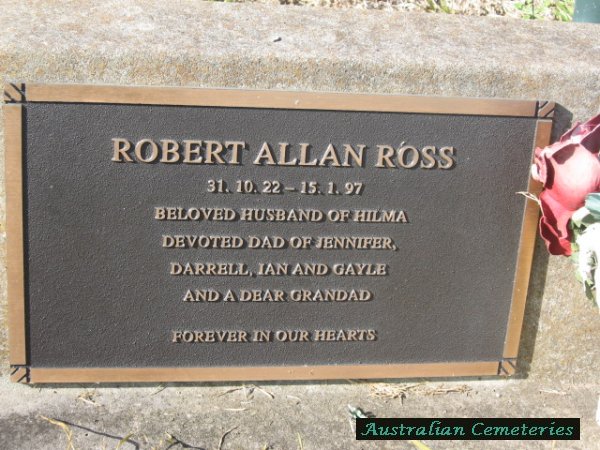 ROBERT ALLAN ROSS
31. 10. 22 – 15. 1. 97
BELOVED HUSBAND OF HILMA
DEVOTED DAD OF JENNIFER,
DARRELL, IAN AND GAYLE
AND A DEAR GRANDAD
FOREVER IN OUR HEARTS
Australian Cemeteries